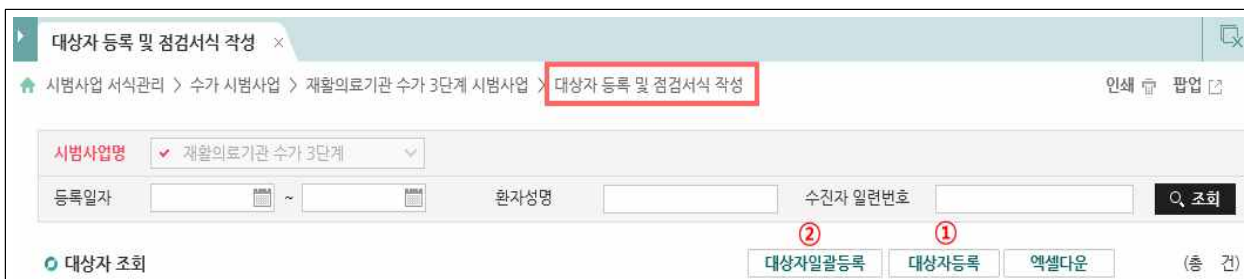 대상자 등록 및 점검서식 작성 ×
시범사업 서식관리 > 수가 시범사업 > 재활의료기관 수가 3단계 시범사업 > 대상자 등록 및 점검서식 작성 인쇄 팝업
시범사업명 재활의료기관 수가 3단계
등록일자 ~ 환자성명 수진자 일련번호 조회
② ①
대상자 조회 대상자일괄등록 대상자등록 엑셀다운 (총 건)